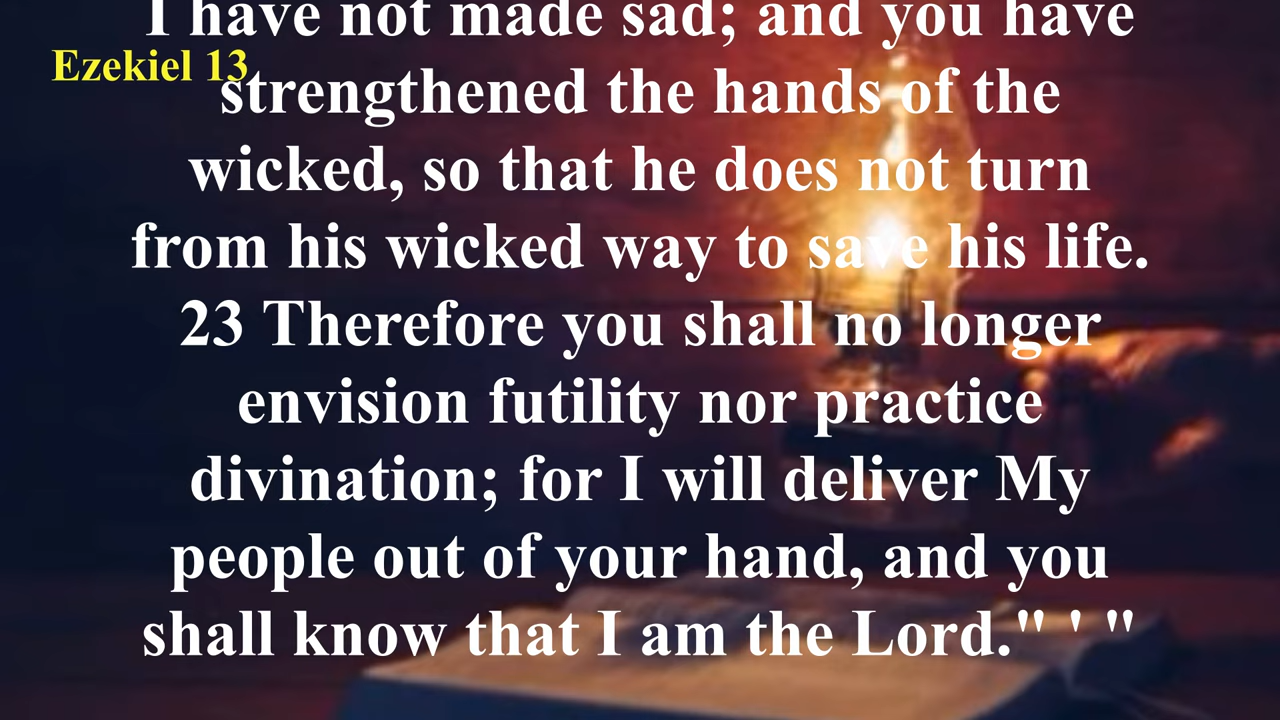 I have not made sad; and you have
Ezekiel 13
strengthened the hands of the
wicked, so that he does not turn
from his wicked way to save his life.
23 Therefore you shall no longer
envision futility nor practice
divination; for I will deliver My
people out of your hand, and you
shall know that I am the Lord." ' "